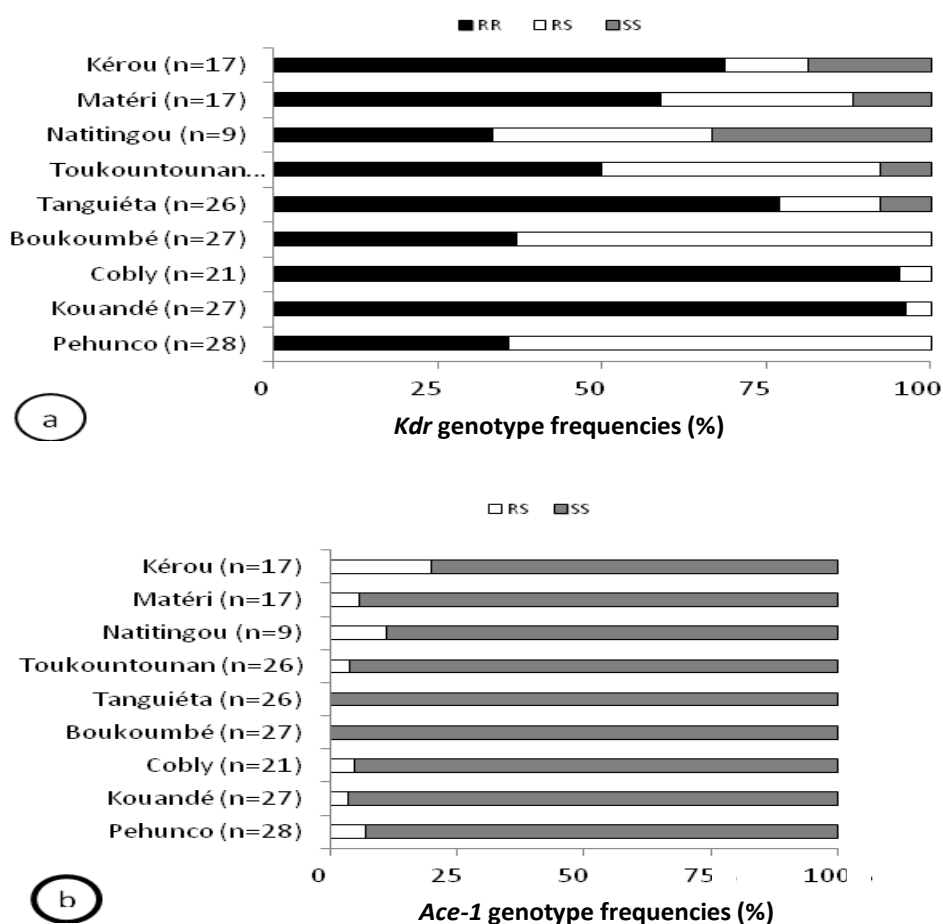 RR RS SS
Kérou (n=17)
Matéri (n=17)
Natitingou (n=9)
Toukountounan...
Tanguiéta (n=26)
Boukoumbé (n=27)
Cobly (n=21)
Kouandé (n=27)
Pehunco (n=28)
0 25 50 75 100
a
Kdr genotype frequencies (%)
RS SS
Kérou (n=17)
Matéri (n=17)
Natitingou (n=9)
Toukountounan (n=26)
Tanguiéta (n=26)
Boukoumbé (n=27)
Cobly (n=21)
Kouandé (n=27)
Pehunco (n=28)
0 25 50 75 100
b
Ace-1 genotype frequencies (%)